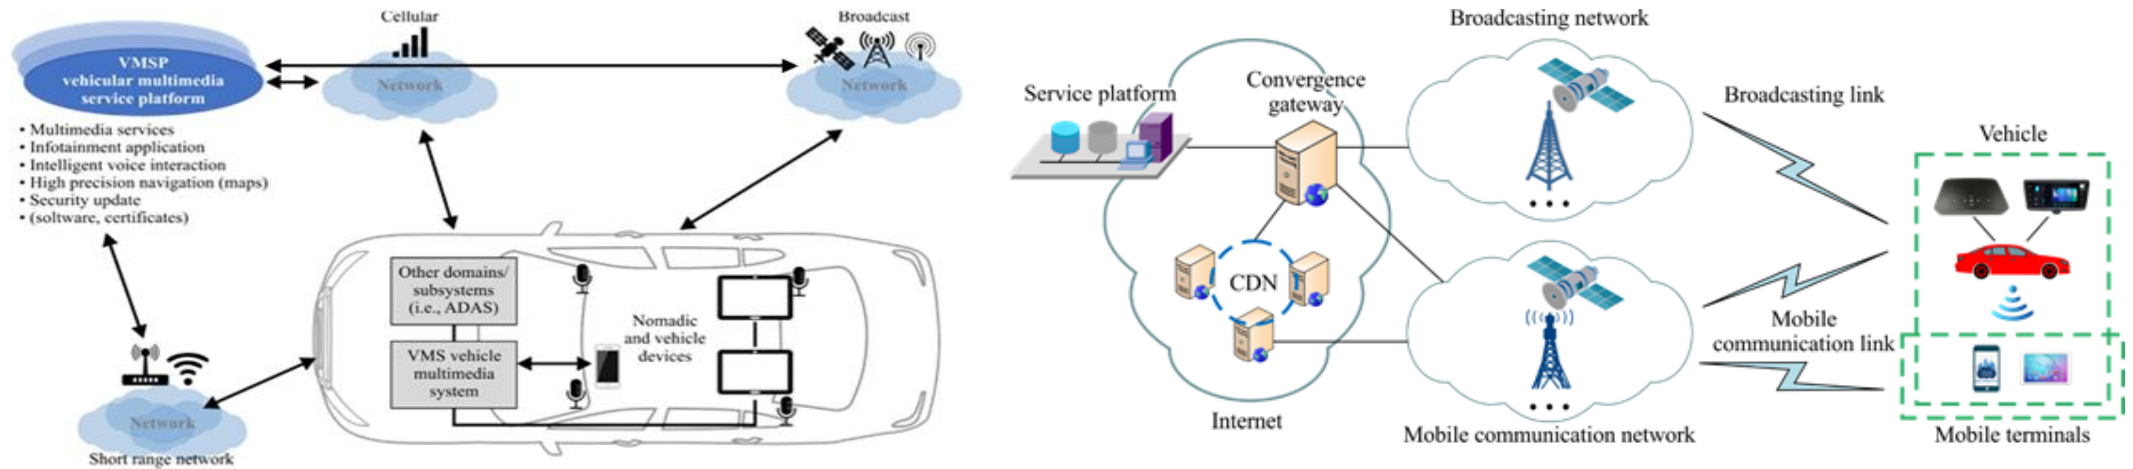 Cellular
Broadcast
VMSP
vehicular multimedia
service platform
Network
Network
• Multimedia services
• Infotainment application
• Intelligent voice interaction
• High precision navigation (maps)
• Security update
• (soltware, certificates)
Other domains/
subsystems
(i.e., ADAS)
VMS vehicle
multimedia
system
Nomadic
and vehicle
devices
Network
Short range network
Broadcasting network
Service platform
Convergence
gateway
Broadcasting link
Vehicle
CDN
Mobile
communication link
Internet
Mobile communication network
Mobile terminals